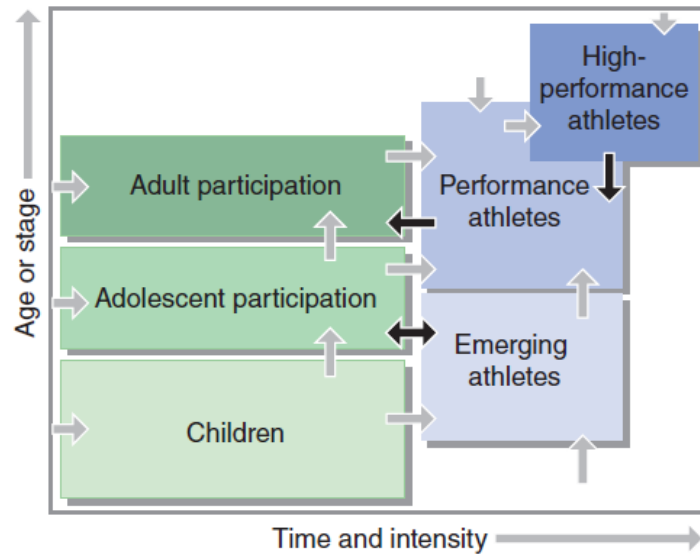 High-
performance
athletes
Adult participation
Performance
athletes
Adolescent participation
Emerging
athletes
Children
Age or stage
Time and intensity